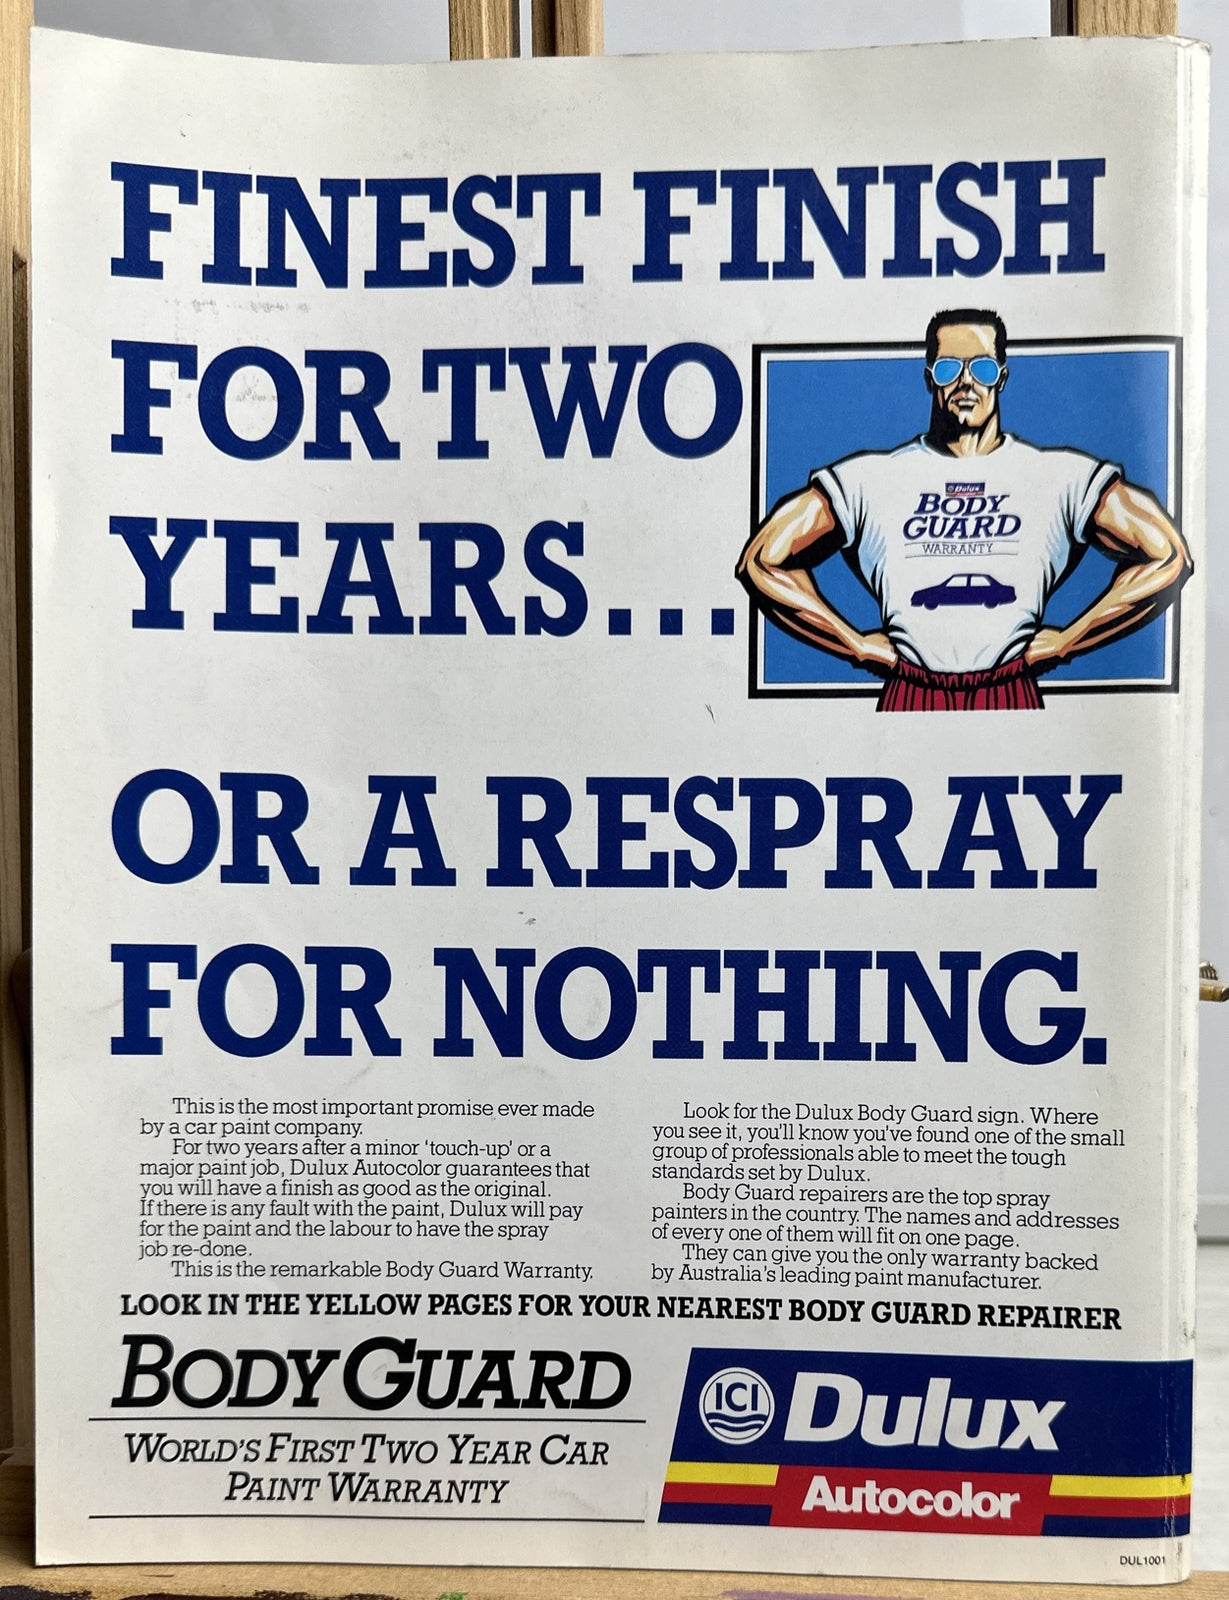 FINEST FINISH
FOR TWO
YEARS...
Dulux
BODY
GUARD
WARRANTY
OR A RESPRAY
FOR NOTHING.
This is the most important promise ever made
by a car paint company.
For two years after a minor ‘touch-up’ or a
major paint job, Dulux Autocolor guarantees that
you will have a finish as good as the original.
If there is any fault with the paint, Dulux will pay
for the paint and the labour to have the spray
job re-done.
This is the remarkable Body Guard Warranty.
Look for the Dulux Body Guard sign. Where
you see it, you'll know you've found one of the small
group of professionals able to meet the tough
standards set by Dulux.
Body Guard repairers are the top spray
painters in the country. The names and addresses
of every one of them will fit on one page.
They can give you the only warranty backed
by Australia's leading paint manufacturer.
LOOK IN THE YELLOW PAGES FOR YOUR NEAREST BODY GUARD REPAIRER
BODY GUARD
WORLD'S FIRST TWO YEAR CAR
PAINT WARRANTY
ICI Dulux
Autocolor
DUL1001